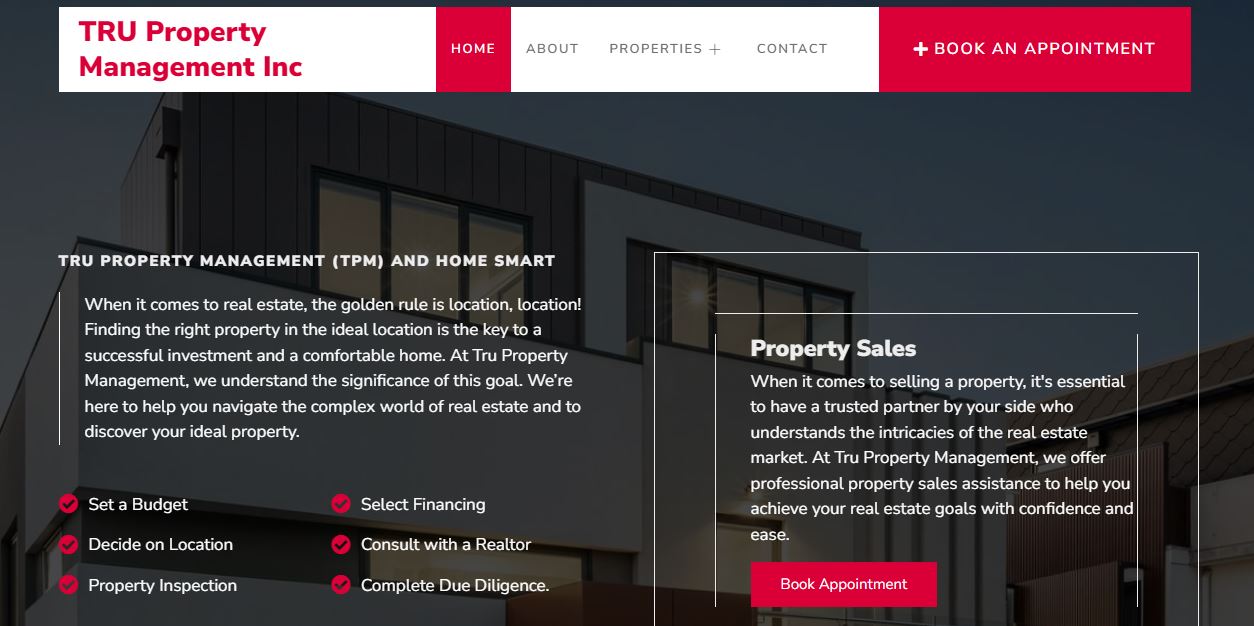 TRU Property
Management Inc
HOME
ABOUT
PROPERTIES +
CONTACT
+ BOOK AN APPOINTMENT
TRU PROPERTY MANAGEMENT (TPM) AND HOME SMART
When it comes to real estate, the golden rule is location, location!
Finding the right property in the ideal location is the key to a
successful investment and a comfortable home. At Tru Property
Management, we understand the significance of this goal. We’re
here to help you navigate the complex world of real estate and to
discover your ideal property.
Set a Budget
Select Financing
Decide on Location
Consult with a Realtor
Property Inspection
Complete Due Diligence.
Property Sales
When it comes to selling a property, it's essential
to have a trusted partner by your side who
understands the intricacies of the real estate
market. At Tru Property Management, we offer
professional property sales assistance to help you
achieve your real estate goals with confidence and
ease.
Book Appointment